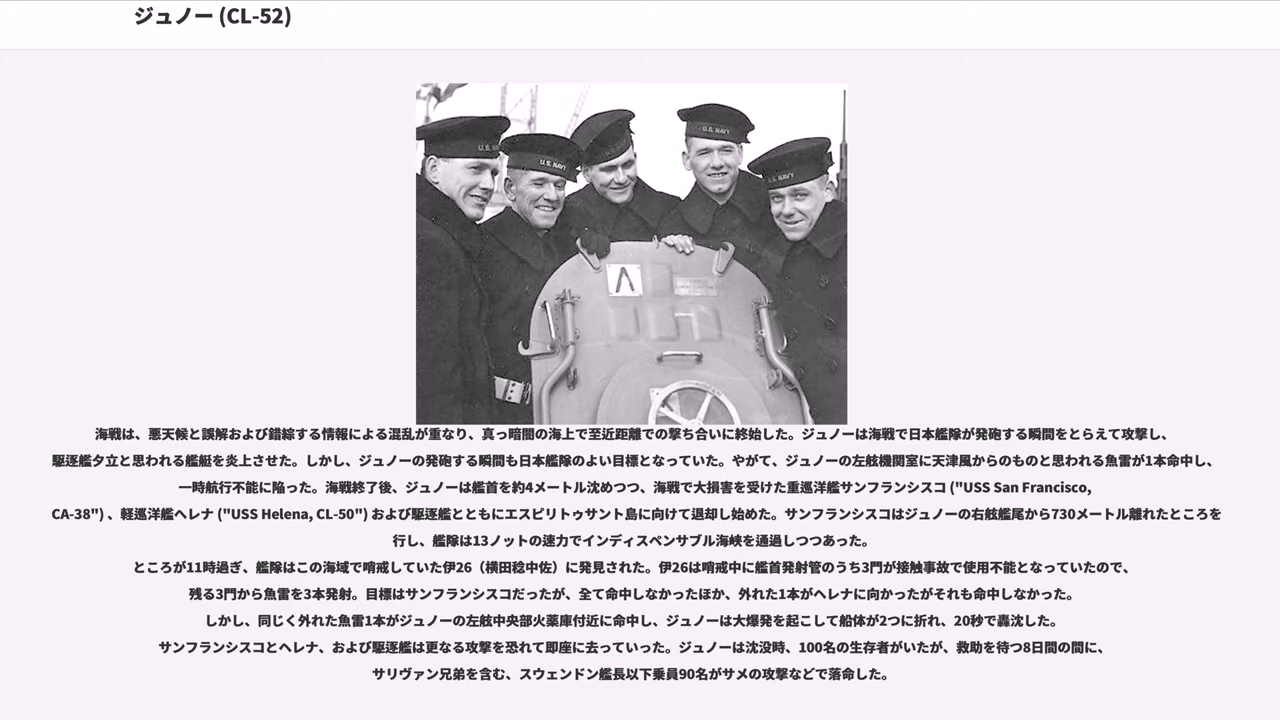 ジュノー (CL-52)
U.S. NAVY
U.S. NAVY
U.S. NAVY
海戦は、悪天候と誤解および錯綜する情報による混乱が重なり、真っ暗闇の海上で至近距離での撃ち合いに終始した。ジュノーは海戦で日本艦隊が発砲する瞬間をとらえて攻撃し、
駆逐艦夕立と思われる艦艇を炎上させた。しかし、ジュノーの発砲する瞬間も日本艦隊のよい目標となっていた。やがて、ジュノーの左舷機関室に天津風からのものと思われる魚雷が1本命中し、
一時航行不能に陥った。海戦終了後、ジュノーは艦首を約4メートル沈めつつ、海戦で大損害を受けた重巡洋艦サンフランシスコ ("USS San Francisco,
CA-38") 、軽巡洋艦ヘレナ ("USS Helena, CL-50") および駆逐艦とともにエスピリトゥサント島に向けて退却し始めた。サンフランシスコはジュノーの右舷艦尾から730メートル離れたところを
行し、艦隊は13ノットの速力でインディスペンサブル海峡を通過しつつあった。
ところが11時過ぎ、艦隊はこの海域で哨戒していた伊26（横田稔中佐）に発見された。伊26は哨戒中に艦首発射管のうち3門が接触事故で使用不能となっていたので、
残る3門から魚雷を3本発射。目標はサンフランシスコだったが、全て命中しなかったほか、外れた1本がヘレナに向かったがそれも命中しなかった。
しかし、同じく外れた魚雷1本がジュノーの左舷中央部火薬庫付近に命中し、ジュノーは大爆発を起こして船体が2つに折れ、20秒で轟沈した。
サンフランシスコとヘレナ、および駆逐艦は更なる攻撃を恐れて即座に去っていった。ジュノーは沈没時、100名の生存者がいたが、救助を待つ8日間の間に、
サリヴァン兄弟を含む、スウェンドン艦長以下乗員90名がサメの攻撃などで落命した。